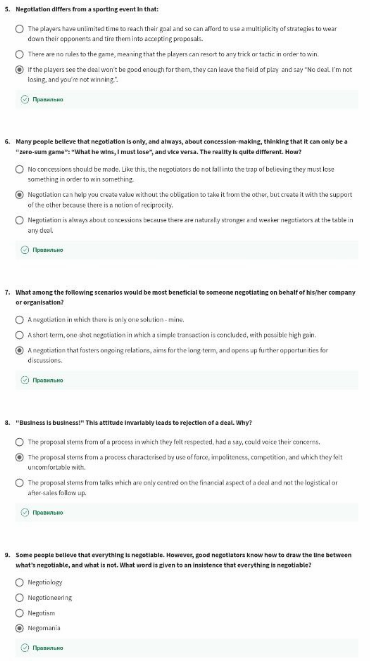 5. Negotiation differs from a sporting event in that:
The players have unlimited time to reach their goal and so can afford to use a multiplicity of strategies to wear
down their opponents and tire them into accepting proposals.
There are no rules to the game, meaning that the players can resort to any trick or tactic in order to win.
If the players see the deal won't be good enough for them, they can leave the field of play and say "No deal. I'm not
losing, and you're not winning.".
Правильно
6. Many people believe that negotiation is only, and always, about concession-making, thinking that it can only be a
"zero-sum game": "What he wins, I must lose", and vice versa. The reality is quite different. How?
No concessions should be made. Like this, the negotiators do not fall into the trap of believing they must lose
something in order to win something.
Negotiation can help you create value without the obligation to take it from the other, but create it with the support
of the other because there is a notion of reciprocity.
Negotiation is always about concessions because there are naturally stronger and weaker negotiators at the table in
any deal.
Правильно
7. What among the following scenarios would be most beneficial to someone negotiating on behalf of his/her company
or organisation?
A negotiation in which there is only one solution - mine.
A short-term, one-shot negotiation in which a simple transaction is concluded, with possible high gain.
A negotiation that fosters ongoing relations, aims for the long term, and opens up further opportunities for
discussions.
Правильно
8. "Business is business!" This attitude invariably leads to rejection of a deal. Why?
The proposal stems from of a process in which they felt respected, had a say, could voice their concerns.
The proposal stems from a process characterised by use of force, impoliteness, competition, and which they felt
uncomfortable with.
The proposal stems from talks which are only centred on the financial aspect of a deal and not the logistical or
after-sales follow up.
Правильно
9. Some people believe that everything is negotiable. However, good negotiators know how to draw the line between
what's negotiable, and what is not. What word is given to an insistence that everything is negotiable?
Negotiology
Negotioneering
Negotism
Negomania
Правильно